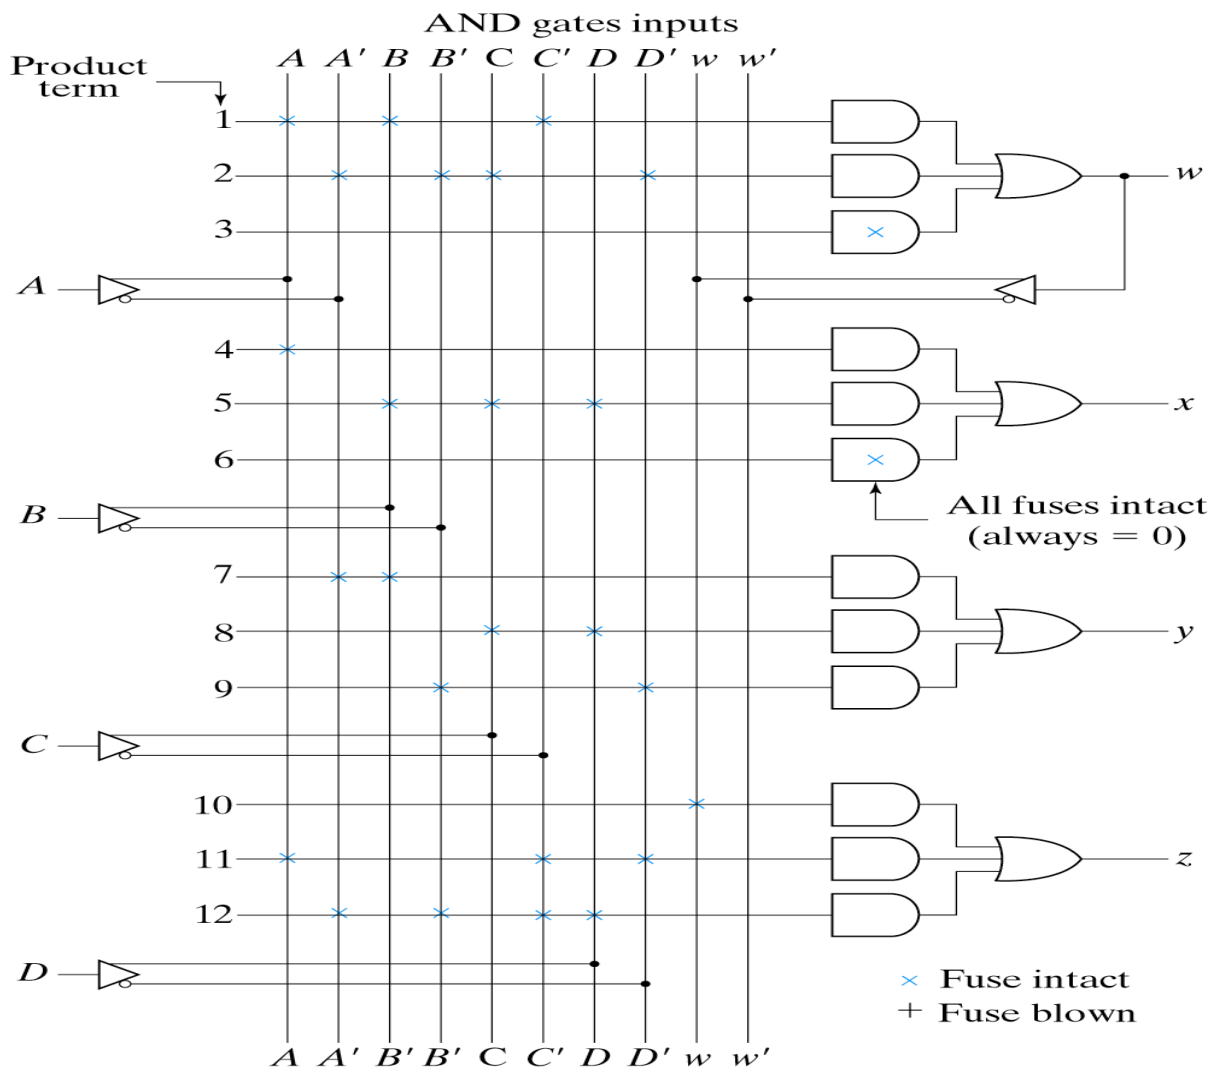 AND gates inputs
A A′ B B′ C C′ D D′ w w′
Product
term
1
2
w
3
A
4
5
x
6
B
All fuses intact
(always = 0)
7
8
y
9
C
10
11
z
12
D
× Fuse intact
+ Fuse blown
A A′ B′ B′ C C′ D D′ w w′